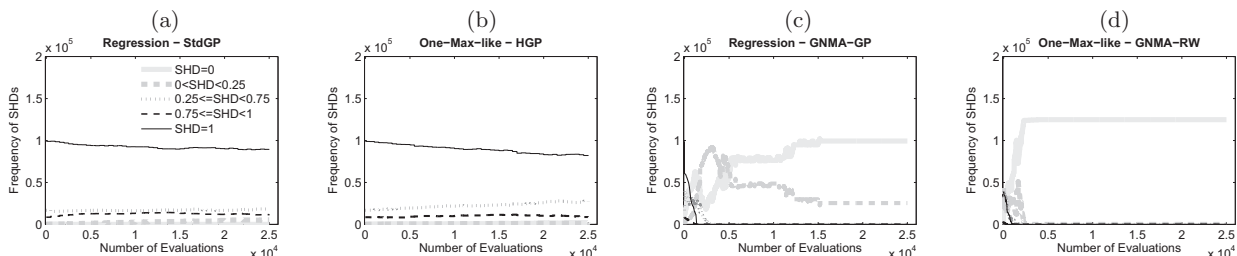 (a)
Regression − StdGP
x 10^5
2
1.5
1
0.5
0
Frequency of SHDs
SHD=0
0<SHD<0.25
0.25<=SHD<0.75
0.75<=SHD<1
SHD=1
0 0.5 1 1.5 2 2.5
Number of Evaluations
x 10^4
(b)
One−Max−like − HGP
x 10^5
2
1.5
1
0.5
0
Frequency of SHDs
0 0.5 1 1.5 2 2.5
Number of Evaluations
x 10^4
(c)
Regression − GNMA−GP
x 10^5
2
1.5
1
0.5
0
Frequency of SHDs
0 0.5 1 1.5 2 2.5
Number of Evaluations
x 10^4
(d)
One−Max−like − GNMA−RW
x 10^5
2
1.5
1
0.5
0
Frequency of SHDs
0 0.5 1 1.5 2 2.5
Number of Evaluations
x 10^4